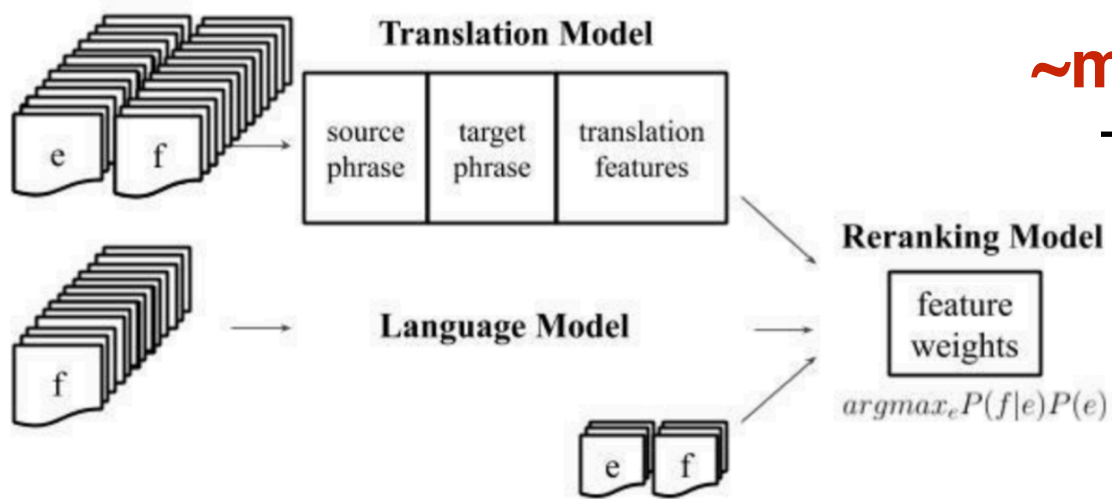 Translation Model
~m
e
f
source phrase
target phrase
translation features
Reranking Model
feature weights
argmax_e P(f|e)P(e)
f
Language Model
e
f